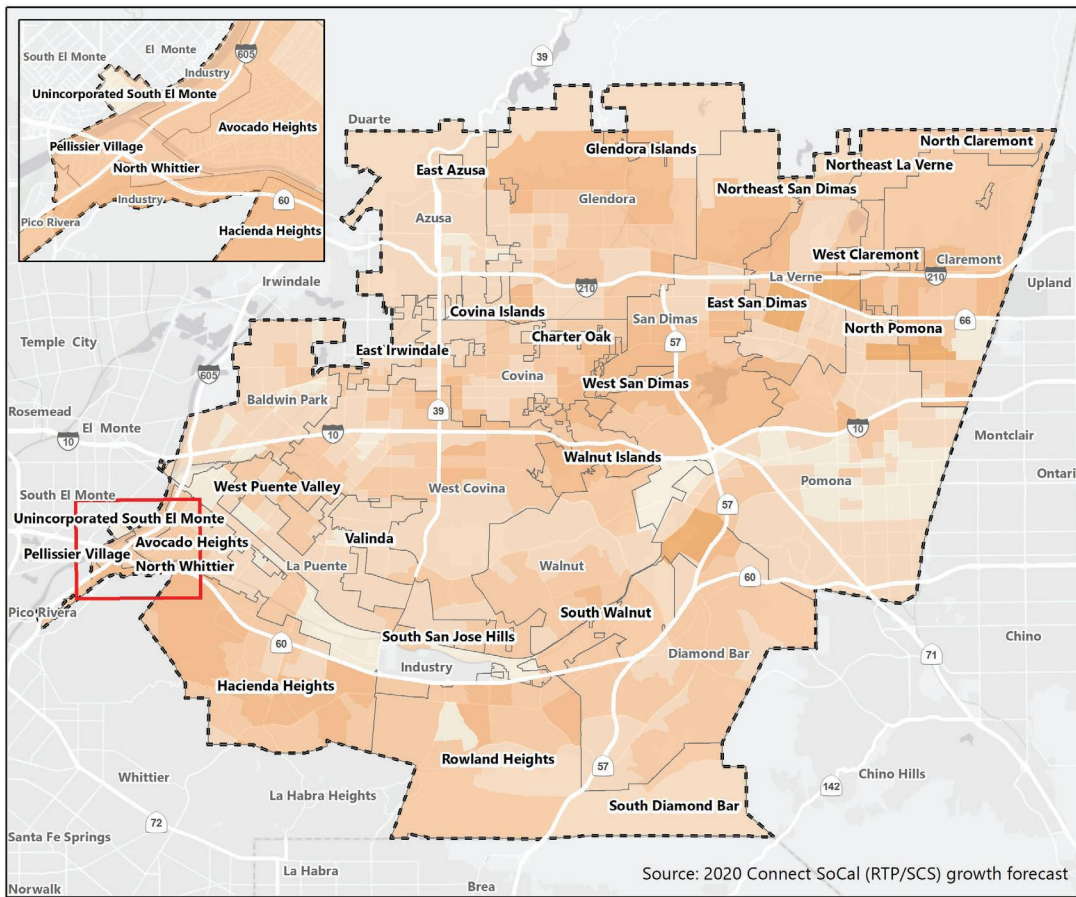 South El Monte
El Monte
605
Industry
Unincorporated South El Monte
Avocado Heights
Pellissier Village
North Whittier
Industry
60
Pico Rivera
Hacienda Heights
39
Duarte
North Claremont
Glendora Islands
Northeast La Verne
East Azusa
Northeast San Dimas
Glendora
Azusa
West Claremont
Claremont
La Verne
210
210
Irwindale
Upland
East San Dimas
Covina Islands
San Dimas
66
North Pomona
Charter Oak
57
Temple City
East Irwindale
605
Covina
West San Dimas
Baldwin Park
39
Rosemead
El Monte
10
10
10
Montclair
Walnut Islands
Ontari
Pomona
West Puente Valley
West Covina
South El Monte
57
Unincorporated South El Monte
Valinda
Avocado Heights
Pellissier Village
La Puente
Walnut
North Whittier
60
Pico Rivera
South Walnut
South San Jose Hills
Chino
60
Diamond Bar
71
Industry
Hacienda Heights
Rowland Heights
57
Whittier
Chino Hills
142
La Habra Heights
South Diamond Bar
72
Santa Fe Springs
La Habra
Source: 2020 Connect SoCal (RTP/SCS) growth forecast
Norwalk
Brea